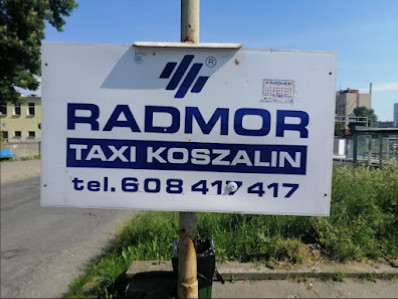 ®
RADMOR
TAXI KOSZALIN
tel. 608 417 417